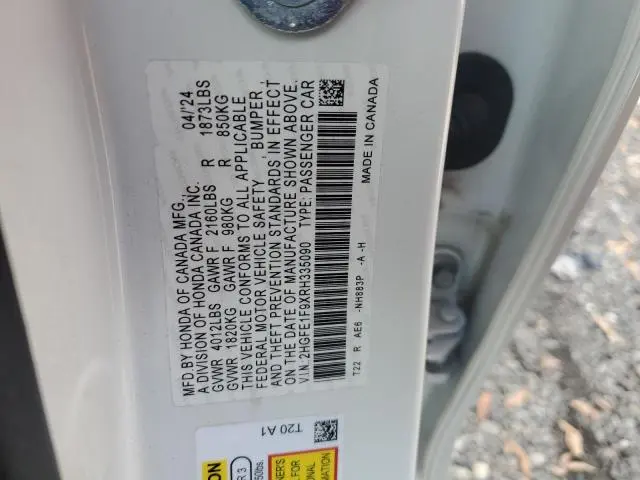 MFD.BY HONDA OF CANADA MFG. 04/'24
A DIVISION OF HONDA CANADA INC.
GVWR 4012LBS GAWR F 2160LBS R 1873LBS
GVWR 1820KG GAWR F 980KG R 850KG
THIS VEHICLE CONFORMS TO ALL APPLICABLE
FEDERAL MOTOR VEHICLE SAFETY BUMPER,
AND THEFT PREVENTION STANDARDS IN EFFECT
ON THE DATE OF MANUFACTURE SHOWN ABOVE.
V.I.N.:2HGFE1F9XRH335090 TYPE: PASSENGER CAR
T22 R AE6 -NH883P -A -H
MADE IN CANADA
T20 A1